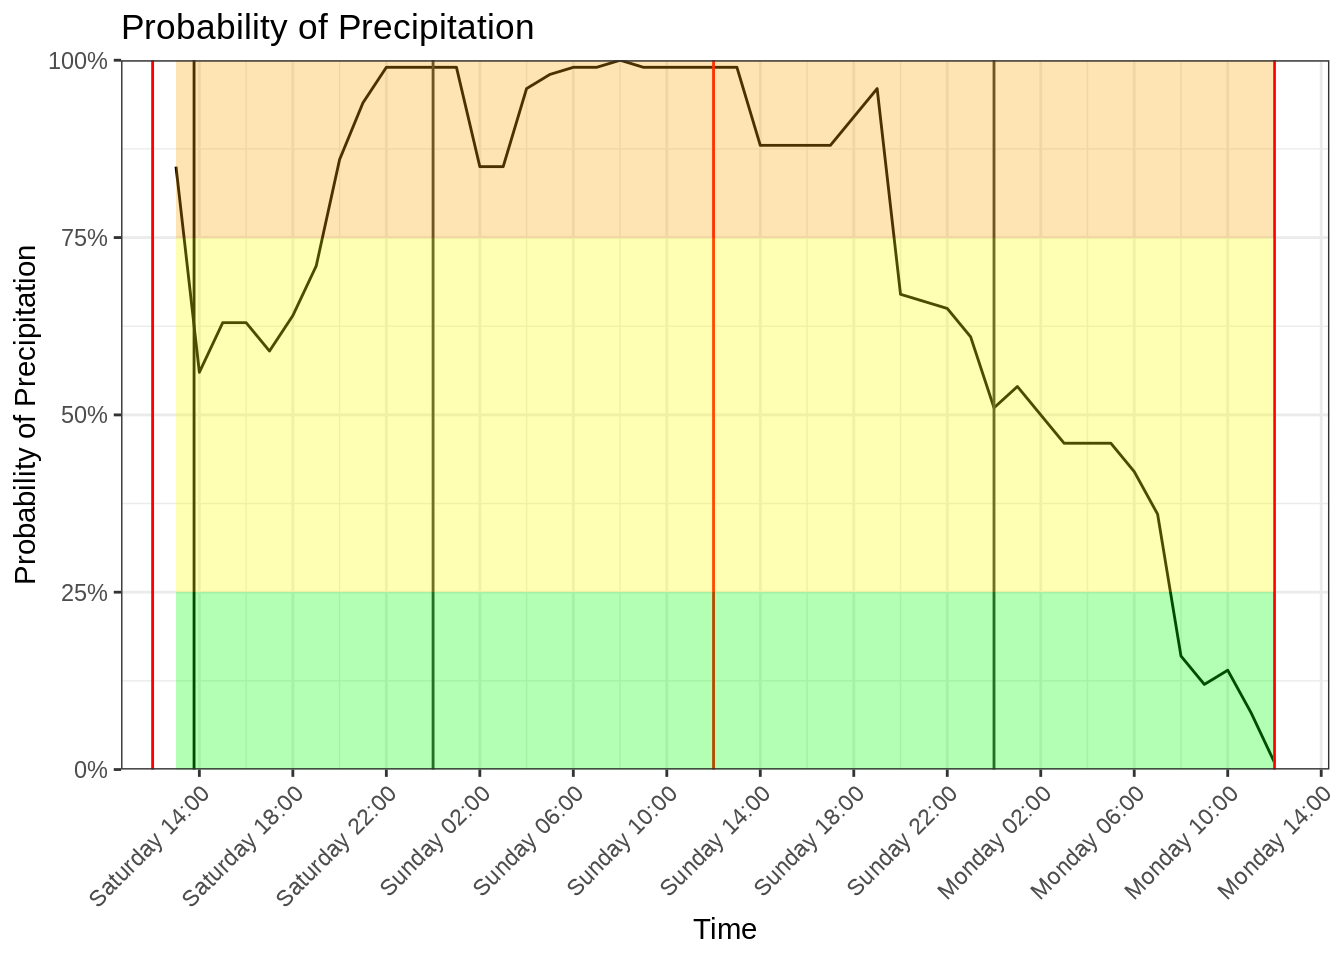 Probability of Precipitation
Probability of Precipitation
100%
75%
50%
25%
0%
Saturday 14:00
Saturday 18:00
Saturday 22:00
Sunday 02:00
Sunday 06:00
Sunday 10:00
Sunday 14:00
Sunday 18:00
Sunday 22:00
Monday 02:00
Monday 06:00
Monday 10:00
Monday 14:00
Time